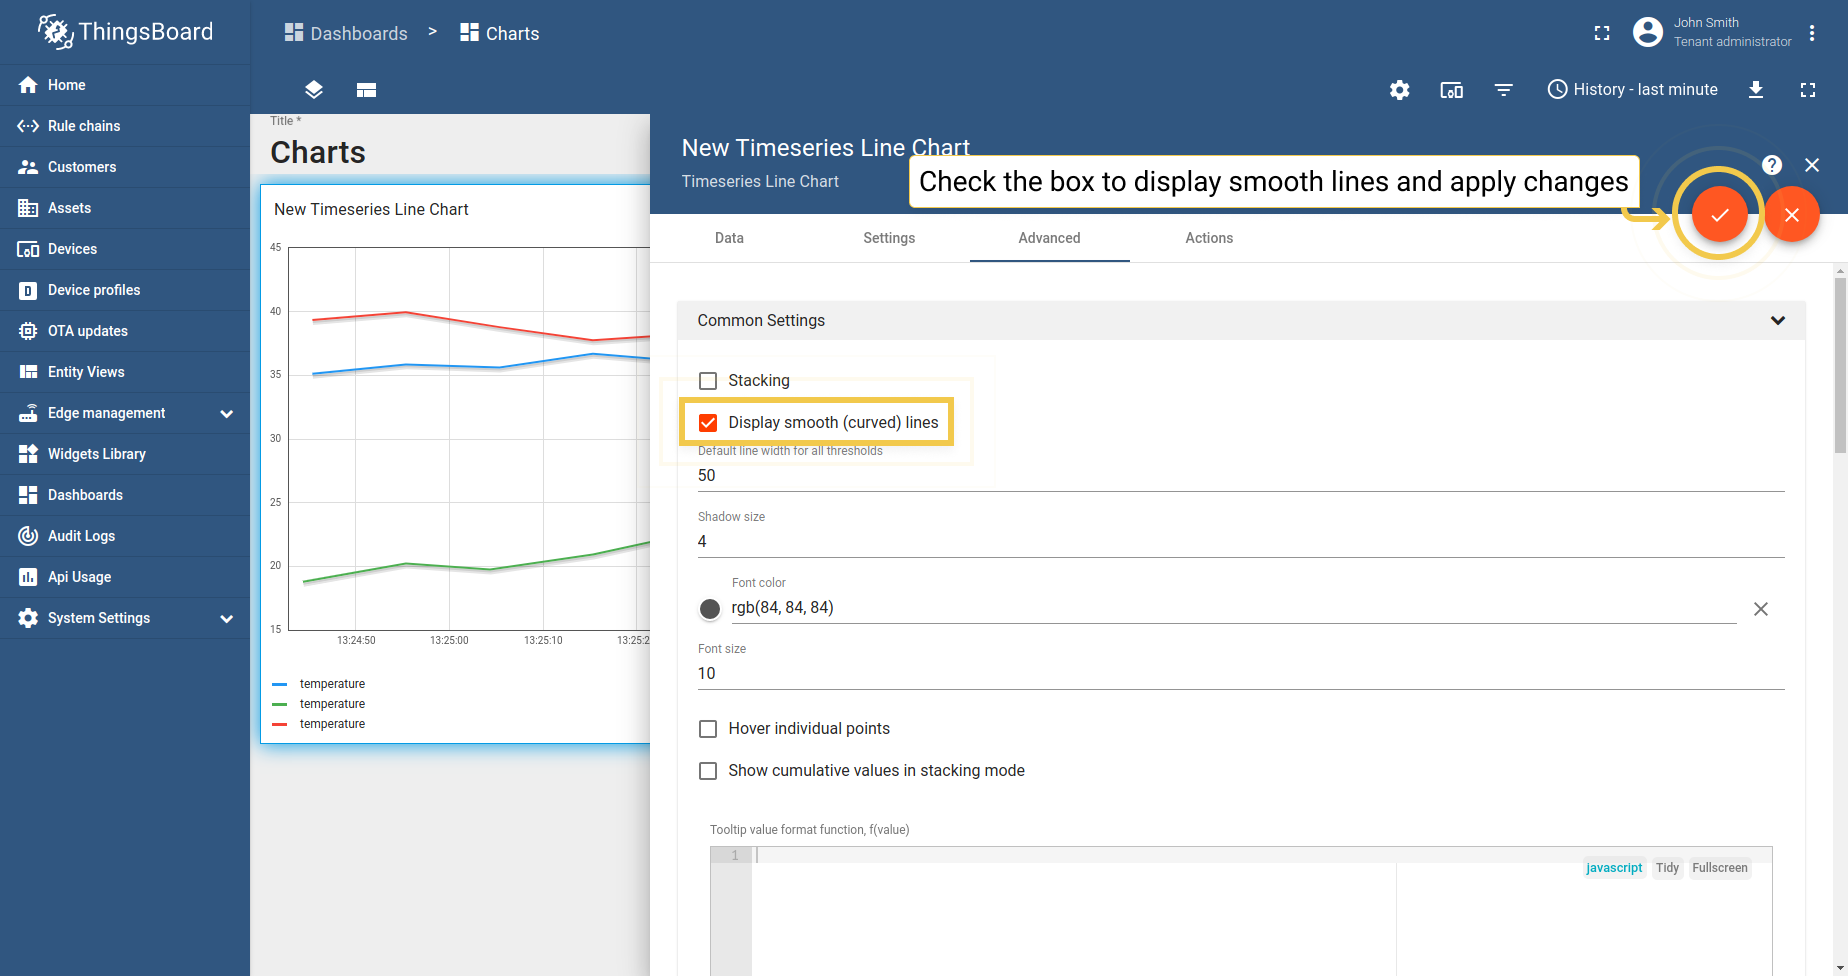 ThingsBoard
Dashboards > Charts
John Smith
Tenant administrator
Home
Rule chains
Customers
Assets
Devices
Device profiles
OTA updates
Entity Views
Edge management
Widgets Library
Dashboards
Audit Logs
Api Usage
System Settings
History - last minute
Title *
Charts
New Timeseries Line Chart
45
40
35
30
25
20
15
13:24:50 13:25:00 13:25:10 13:25:2
temperature
temperature
temperature
New Timeseries Line Chart
Timeseries Line Chart
Check the box to display smooth lines and apply changes
Data Settings Advanced Actions
Common Settings
Stacking
Display smooth (curved) lines
Default line width for all thresholds
50
Shadow size
4
Font color
rgb(84, 84, 84)
Font size
10
Hover individual points
Show cumulative values in stacking mode
Tooltip value format function, f(value)
1
javascript Tidy Fullscreen